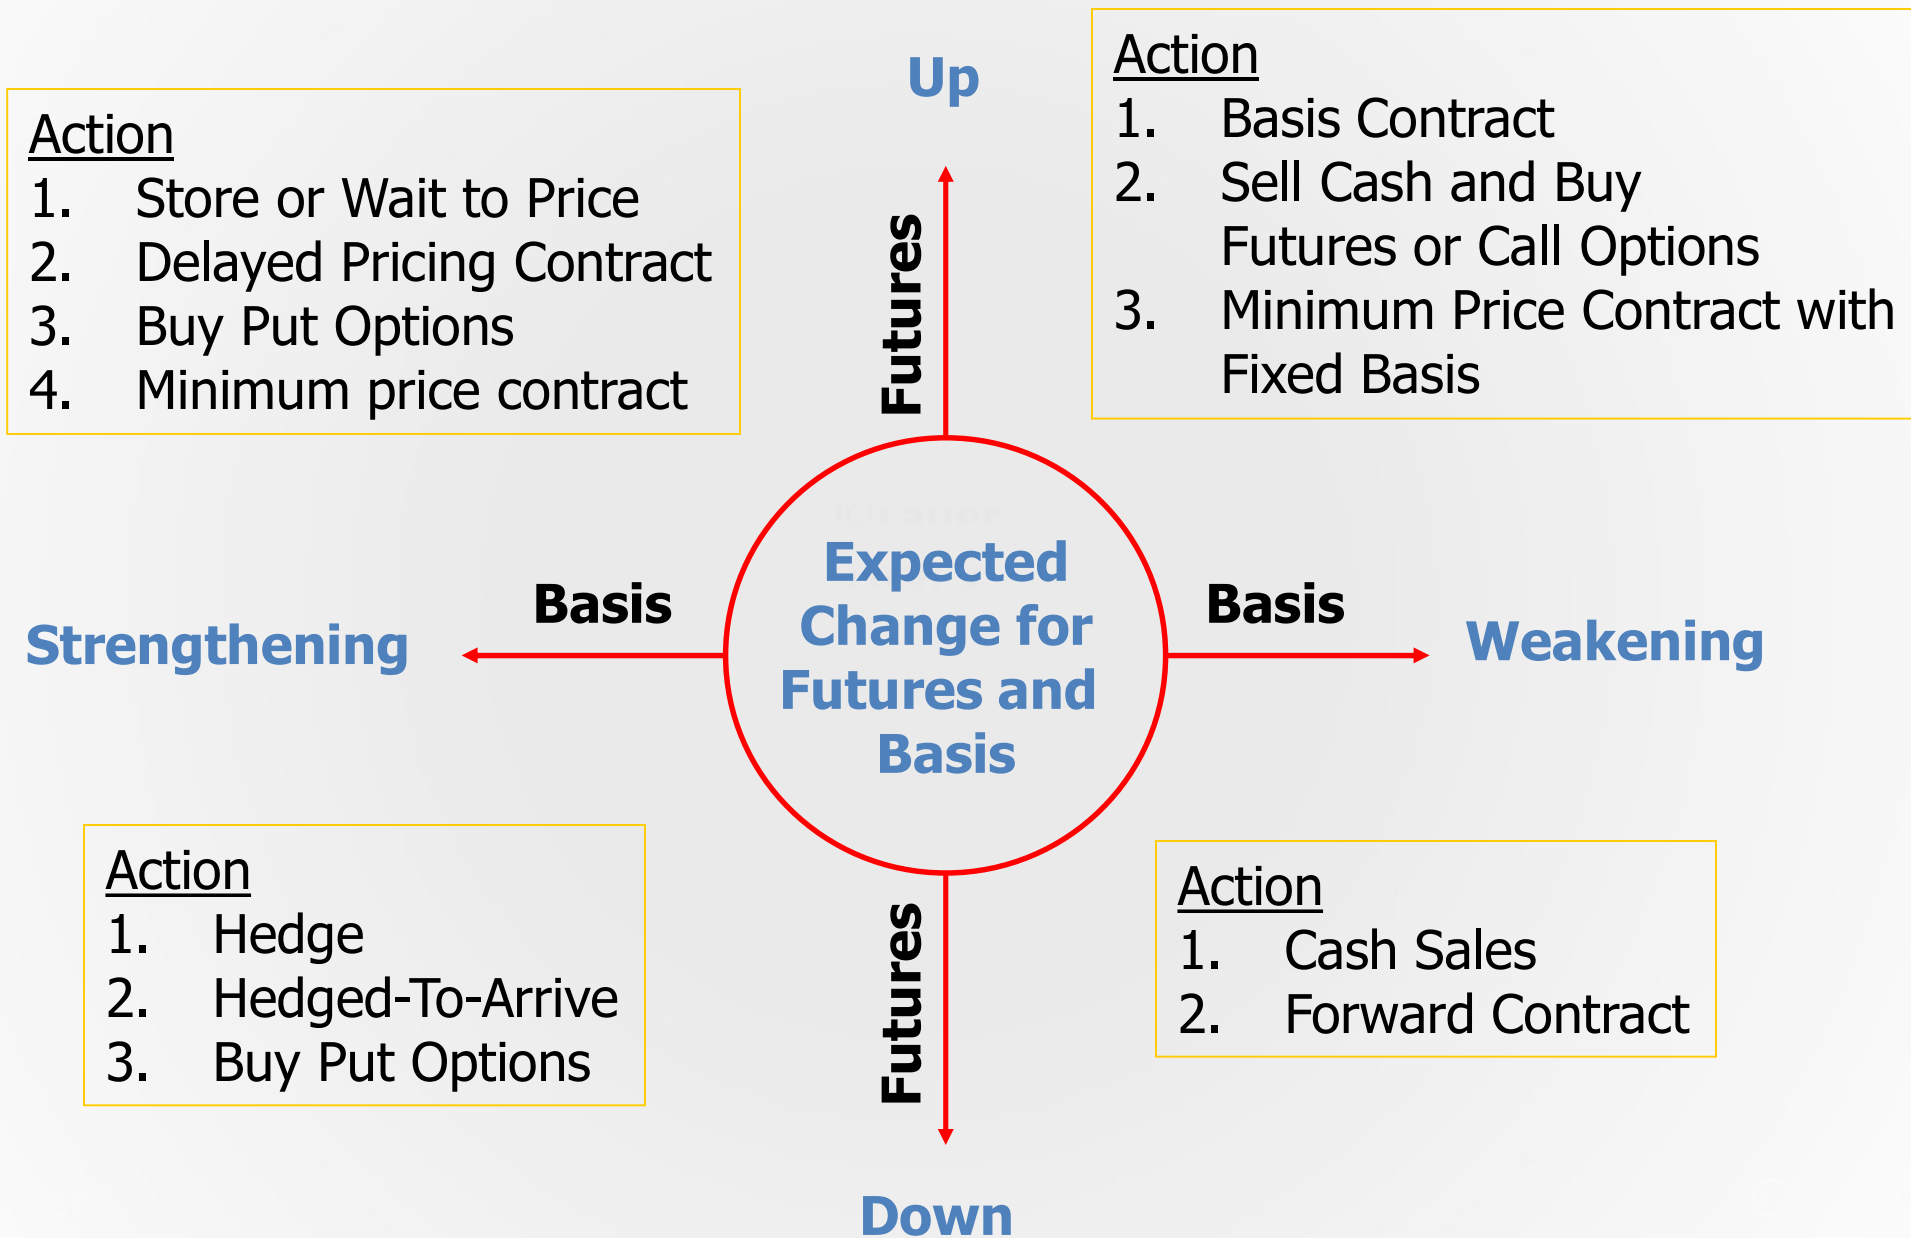 Up
Action
1. Store or Wait to Price
2. Delayed Pricing Contract
3. Buy Put Options
4. Minimum price contract
Action
1. Basis Contract
2. Sell Cash and Buy
Futures or Call Options
3. Minimum Price Contract with
Fixed Basis
Futures
Strengthening
Basis
Expected
Change for
Futures and
Basis
Basis
Weakening
Action
1. Hedge
2. Hedged-To-Arrive
3. Buy Put Options
Futures
Action
1. Cash Sales
2. Forward Contract
Down